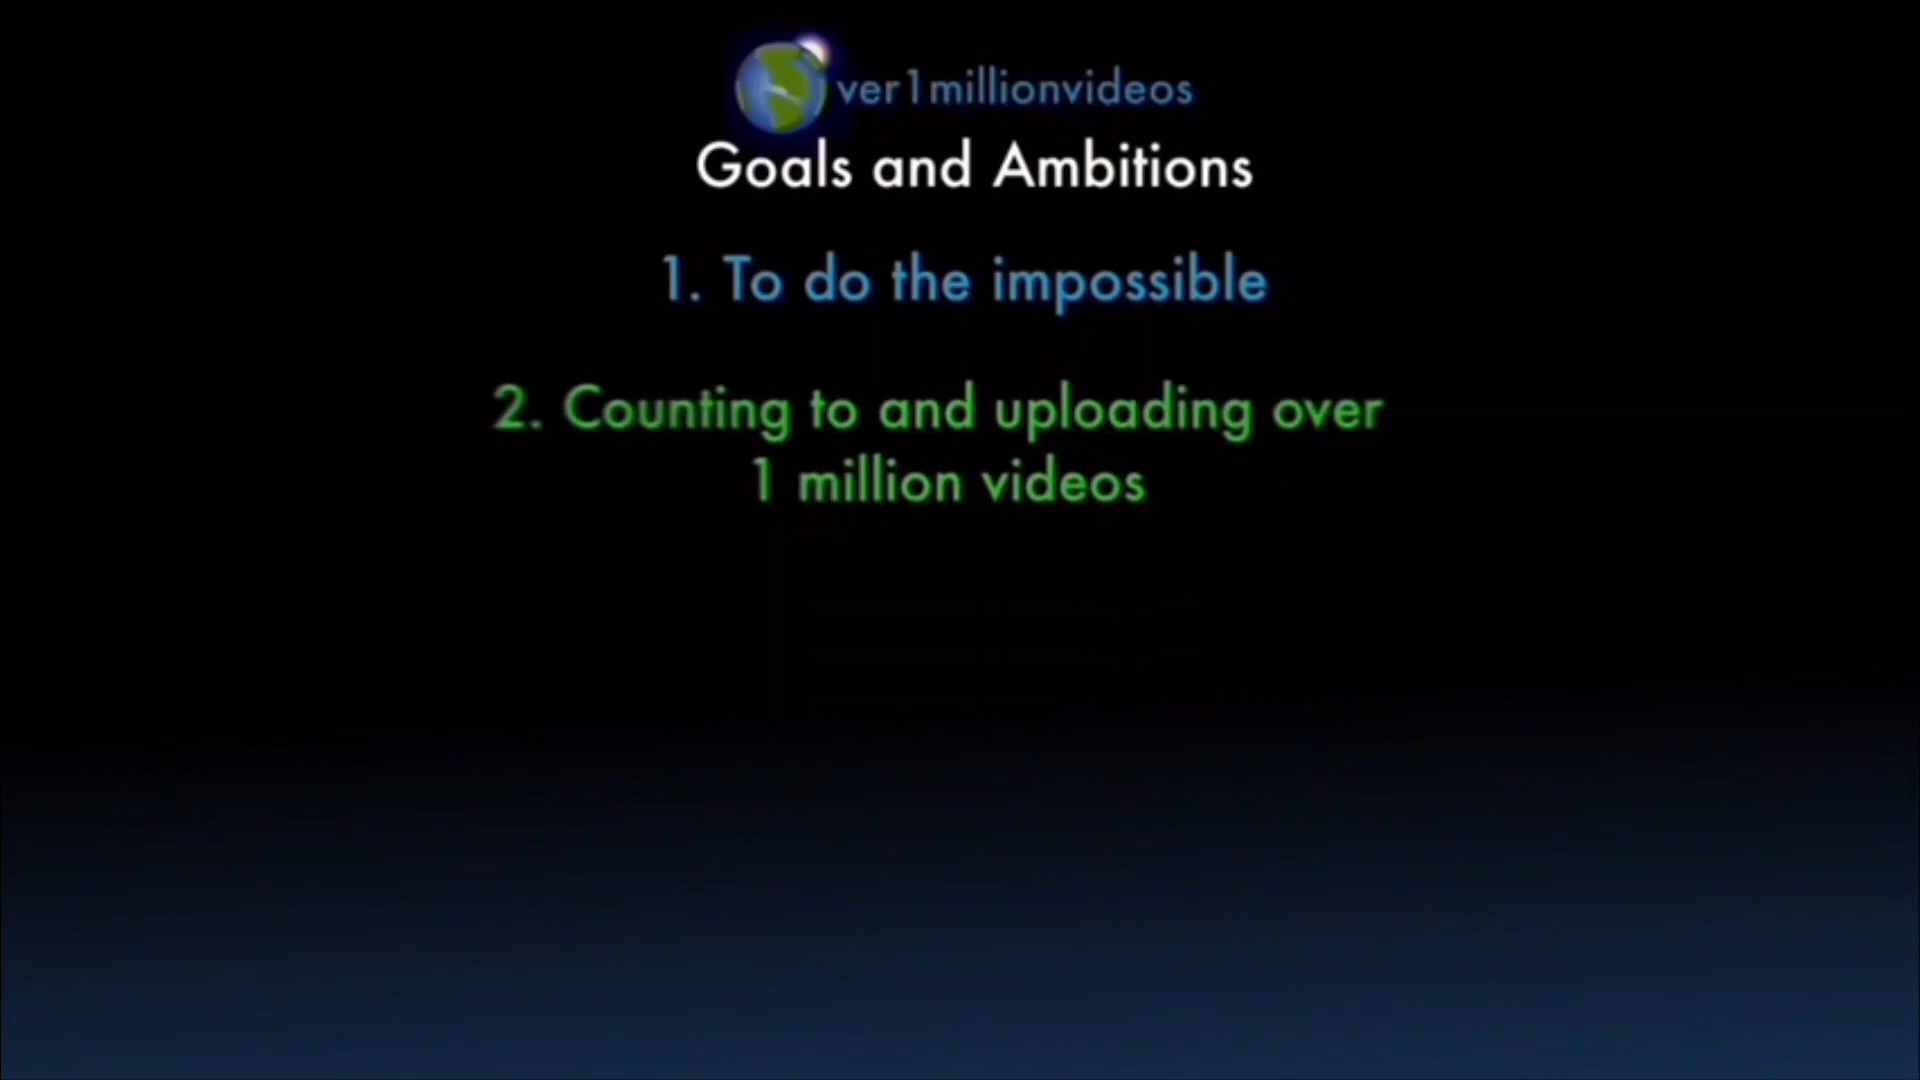 ver1millionvideos
Goals and Ambitions
1. To do the impossible
2. Counting to and uploading over
1 million videos